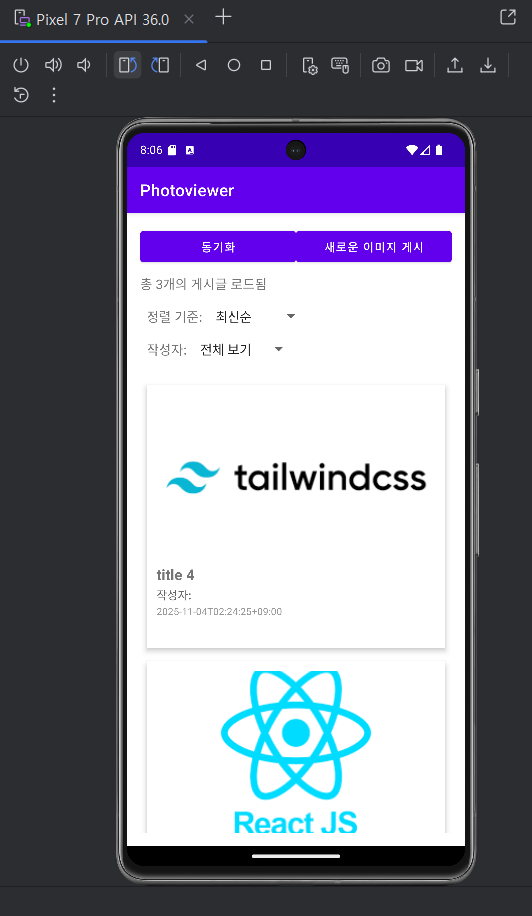 Pixel 7 Pro API 36.0
8:06
Photoviewer
동기화
새로운 이미지 게시
총 3개의 게시글 로드됨
정렬 기준: 최신순
작성자: 전체 보기
tailwindcss
title 4
작성자:
2025-11-04T02:24:25+09:00
React JS